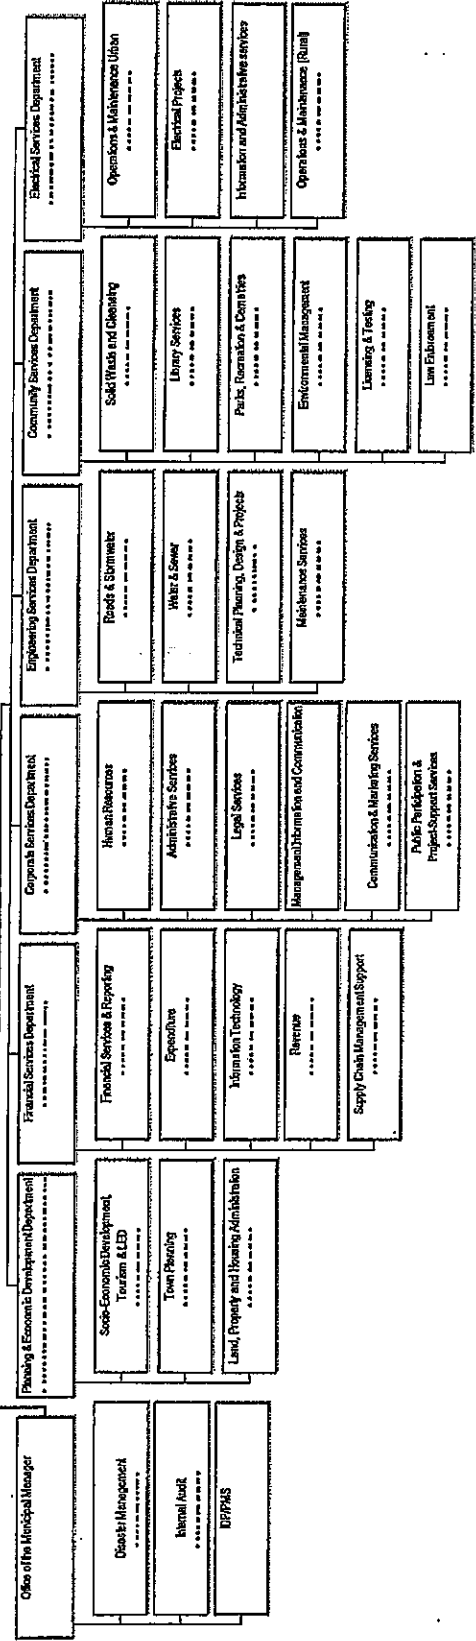 Office of the Municipal Manager
Disaster Management
Internal Audit
IDP/PMS
Planning & Economic Development Department
Socio-Economic Development,
Tourism & LED
Town Planning
Land, Property and Housing Administration
Financial Services Department
Financial Services & Reporting
Expenditure
Information Technology
Revenue
Supply Chain Management Support
Corporate Services Department
Human Resources
Administrative Services
Legal Services
Management Information and Communication
Communication & Marketing Services
Public Participation &
Project-Support Services
Engineering Services Department
Roads & Stormwater
Water & Sewer
Technical Planning, Design & Projects
Maintenance Services
Community Services Department
Solid Waste and Cleansing
Library Services
Parks, Recreation & Cemetries
Environmental Management
Licensing & Testing
Law Enforcement
Electrical Services Department
Operations & Maintenance Urban
Electrical Projects
Information and Administrative services
Operations & Maintenance (Rural)